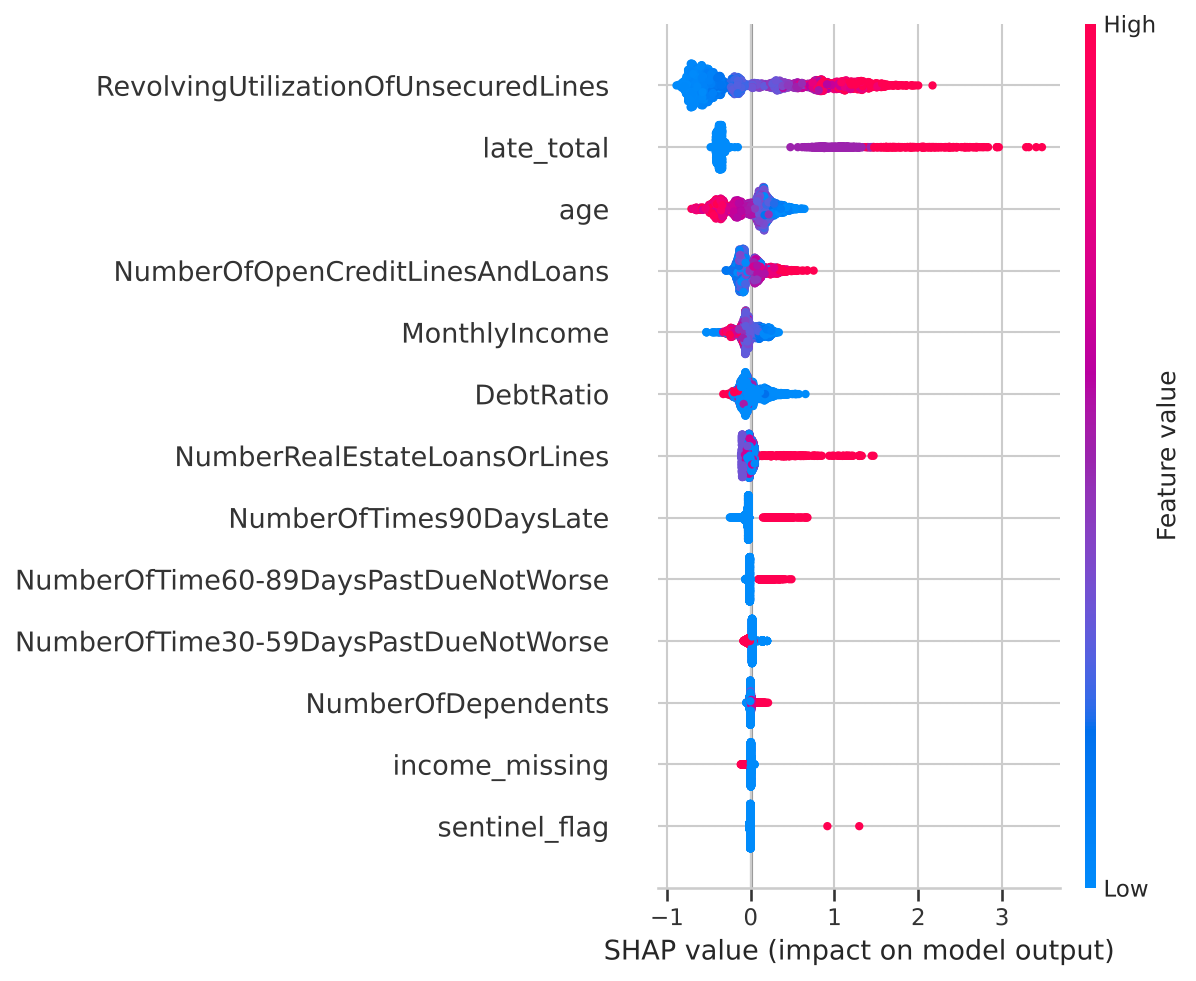 High
RevolvingUtilizationOfUnsecuredLines
late_total
age
NumberOfOpenCreditLinesAndLoans
MonthlyIncome
DebtRatio
NumberRealEstateLoansOrLines
NumberOfTimes90DaysLate
NumberOfTime60-89DaysPastDueNotWorse
NumberOfTime30-59DaysPastDueNotWorse
NumberOfDependents
income_missing
sentinel_flag
Feature value
Low
−1 0 1 2 3
SHAP value (impact on model output)